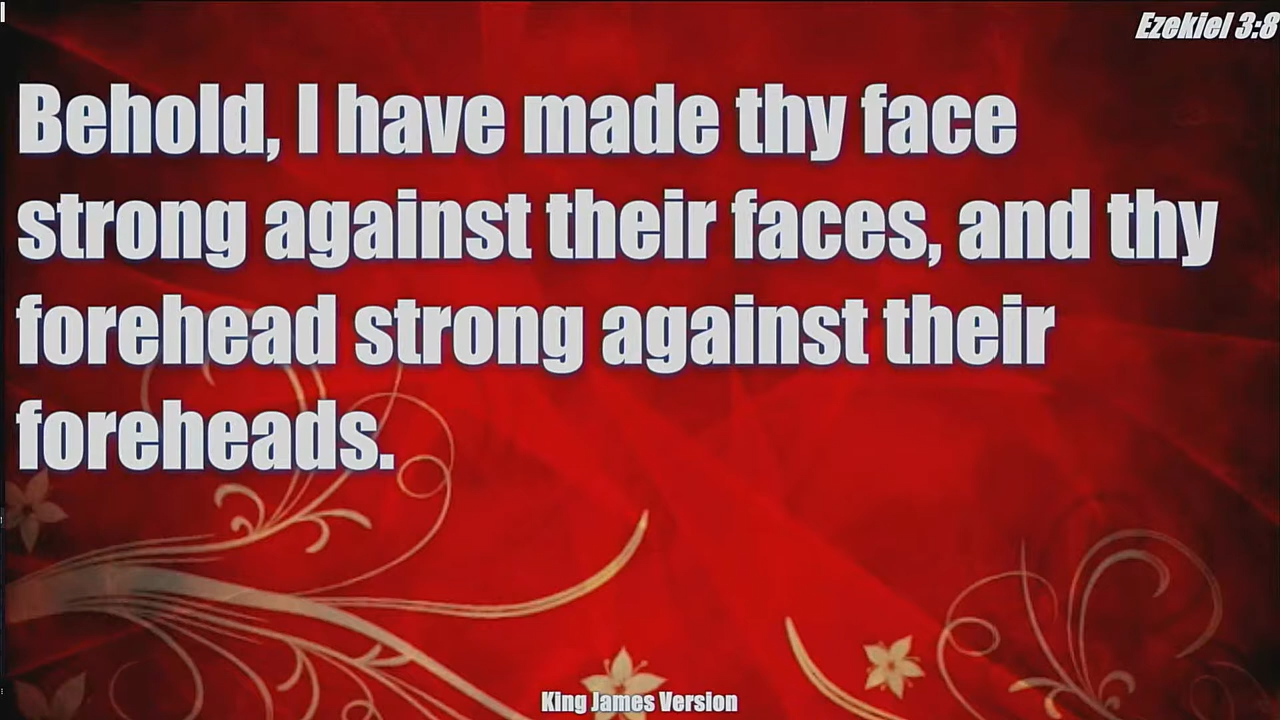 Ezekiel 3:8
Behold, I have made thy face
strong against their faces, and thy
forehead strong against their
foreheads.
King James Version